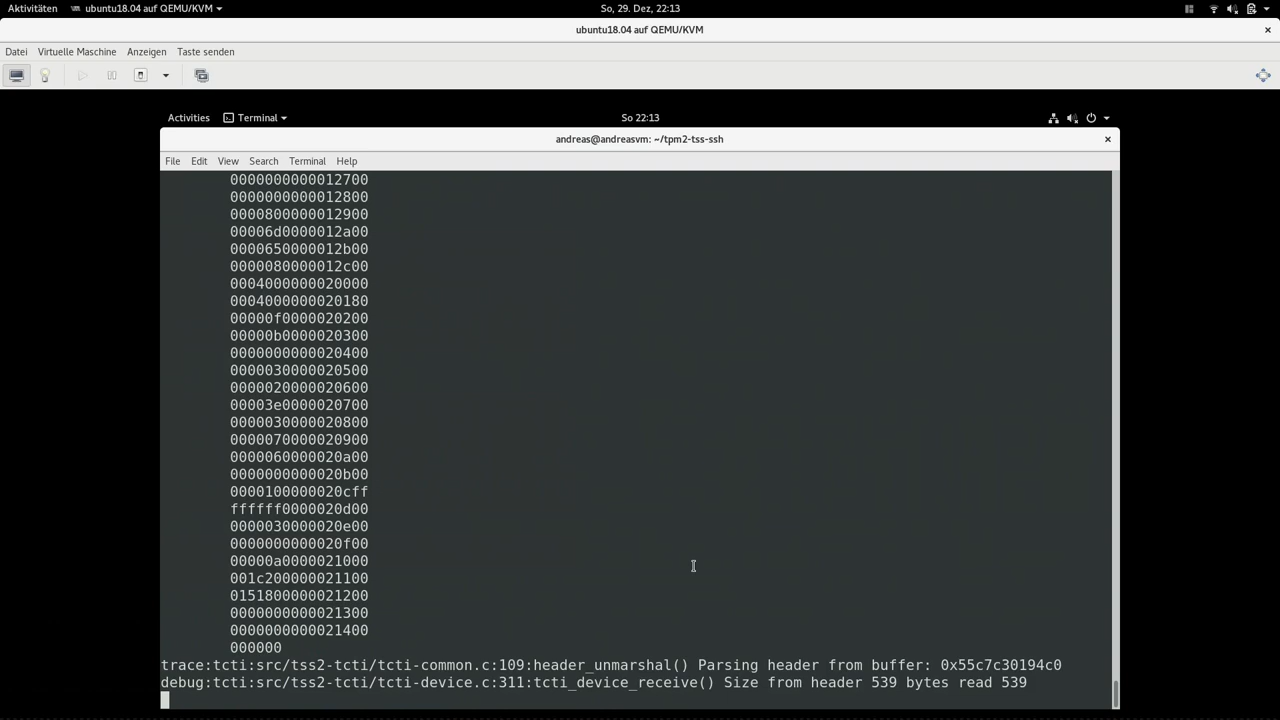 Aktivitäten ubuntu18.04 auf QEMU/KVM So, 29. Dez, 22:13
ubuntu18.04 auf QEMU/KVM
Datei Virtuelle Maschine Anzeigen Taste senden
Activities Terminal So 22:13
andreas@andreasvm: ~/tpm2-tss-ssh
File Edit View Search Terminal Help
0000000000012700
0000000000012800
0000800000012900
00006d0000012a00
0000650000012b00
0000080000012c00
0004000000020000
0004000000020180
00000f0000020200
00000b0000020300
0000000000020400
0000030000020500
0000020000020600
00003e0000020700
0000030000020800
0000070000020900
0000060000020a00
0000000000020b00
0000100000020cff
ffffff0000020d00
0000030000020e00
0000000000020f00
00000a0000021000
001c200000021100
0151800000021200
0000000000021300
0000000000021400
000000
trace:tcti:src/tss2-tcti/tcti-common.c:109:header_unmarshal() Parsing header from buffer: 0x55c7c30194c0
debug:tcti:src/tss2-tcti/tcti-device.c:311:tcti_device_receive() Size from header 539 bytes read 539